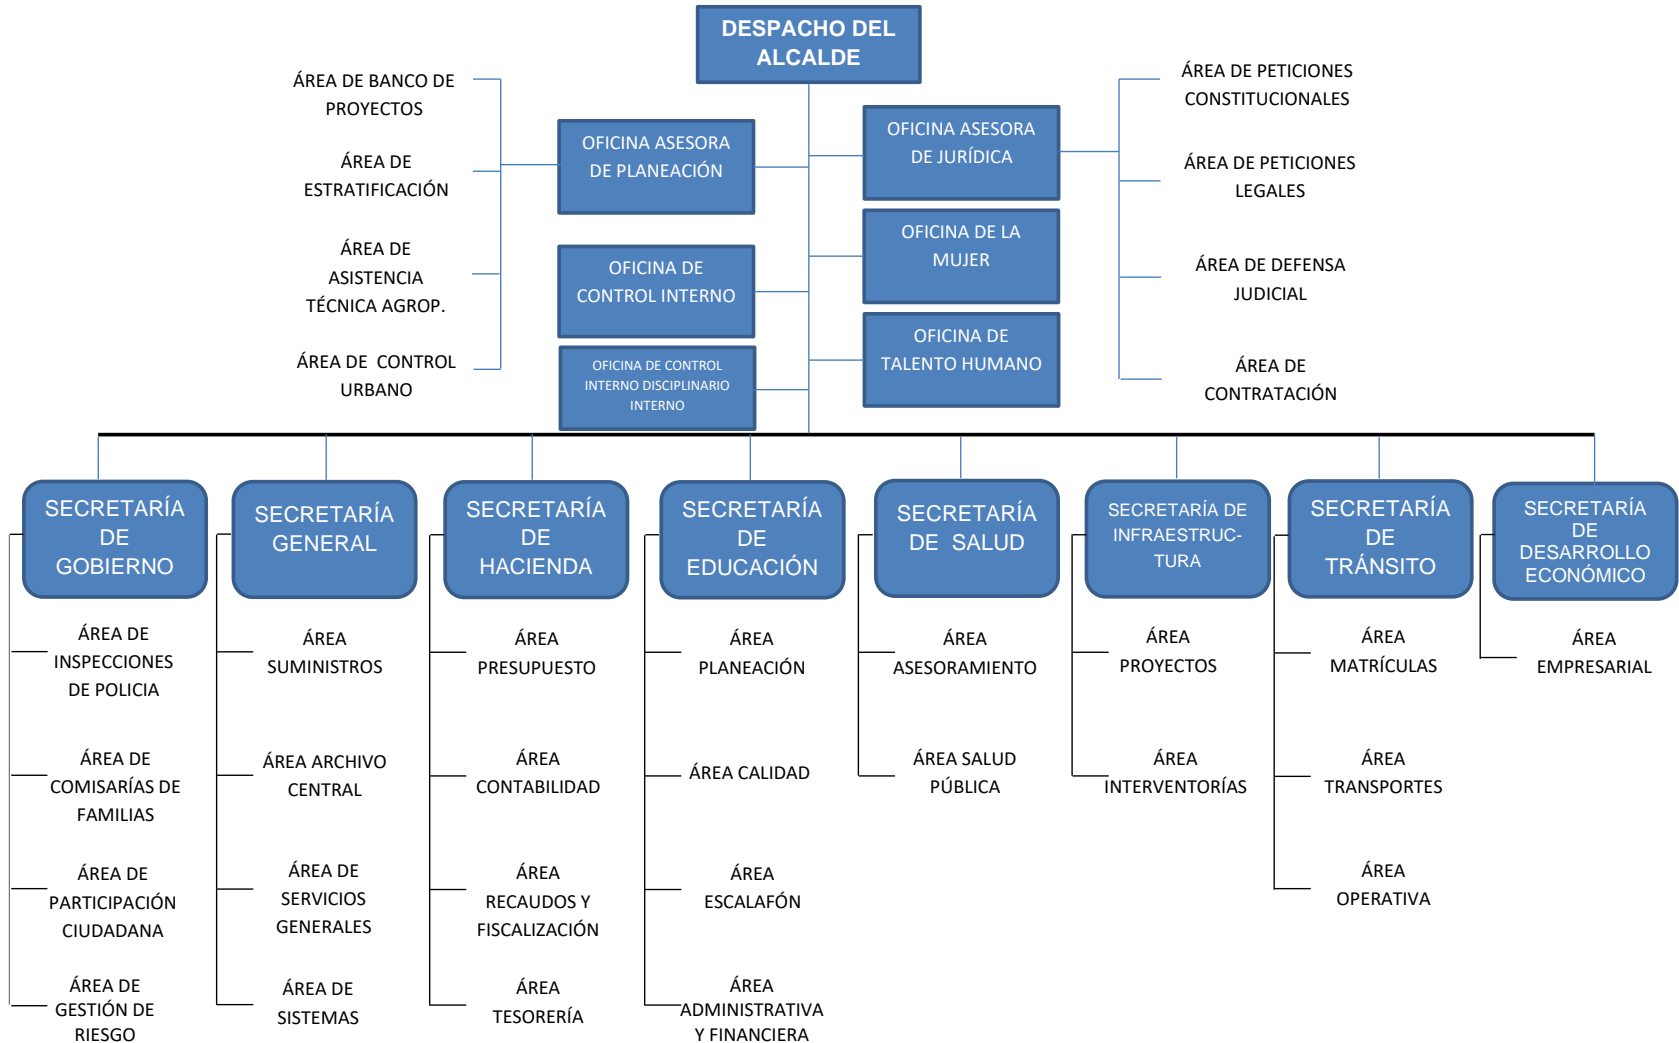 DESPACHO DEL
ALCALDE
ÁREA DE BANCO DE
PROYECTOS
ÁREA DE
ESTRATIFICACIÓN
ÁREA DE
ASISTENCIA
TÉCNICA AGROP.
ÁREA DE  CONTROL
URBANO
OFICINA ASESORA
DE PLANEACIÓN
OFICINA DE
CONTROL INTERNO
OFICINA DE CONTROL
INTERNO DISCIPLINARIO
INTERNO
OFICINA ASESORA
DE JURÍDICA
OFICINA DE LA
MUJER
OFICINA DE
TALENTO HUMANO
ÁREA DE PETICIONES
CONSTITUCIONALES
ÁREA DE PETICIONES
LEGALES
ÁREA DE DEFENSA
JUDICIAL
ÁREA DE
CONTRATACIÓN
SECRETARÍA
DE
GOBIERNO
ÁREA DE
INSPECCIONES
DE POLICIA
ÁREA DE
COMISARÍAS DE
FAMILIAS
ÁREA DE
PARTICIPACIÓN
CIUDADANA
ÁREA DE
GESTIÓN DE
RIESGO
SECRETARÍA
GENERAL
ÁREA
SUMINISTROS
ÁREA ARCHIVO
CENTRAL
ÁREA DE
SERVICIOS
GENERALES
ÁREA DE
SISTEMAS
SECRETARÍA
DE
HACIENDA
ÁREA
PRESUPUESTO
ÁREA
CONTABILIDAD
ÁREA
RECAUDOS Y
FISCALIZACIÓN
ÁREA
TESORERÍA
SECRETARÍA
DE
EDUCACIÓN
ÁREA
PLANEACIÓN
ÁREA CALIDAD
ÁREA
ESCALAFÓN
ÁREA
ADMINISTRATIVA
Y FINANCIERA
SECRETARÍA
DE  SALUD
ÁREA
ASESORAMIENTO
ÁREA SALUD
PÚBLICA
SECRETARÍA DE
INFRAESTRUC-
TURA
ÁREA
PROYECTOS
ÁREA
INTERVENTORÍAS
SECRETARÍA
DE
TRÁNSITO
ÁREA
MATRÍCULAS
ÁREA
TRANSPORTES
ÁREA
OPERATIVA
SECRETARÍA
DE
DESARROLLO
ECONÓMICO
ÁREA
EMPRESARIAL